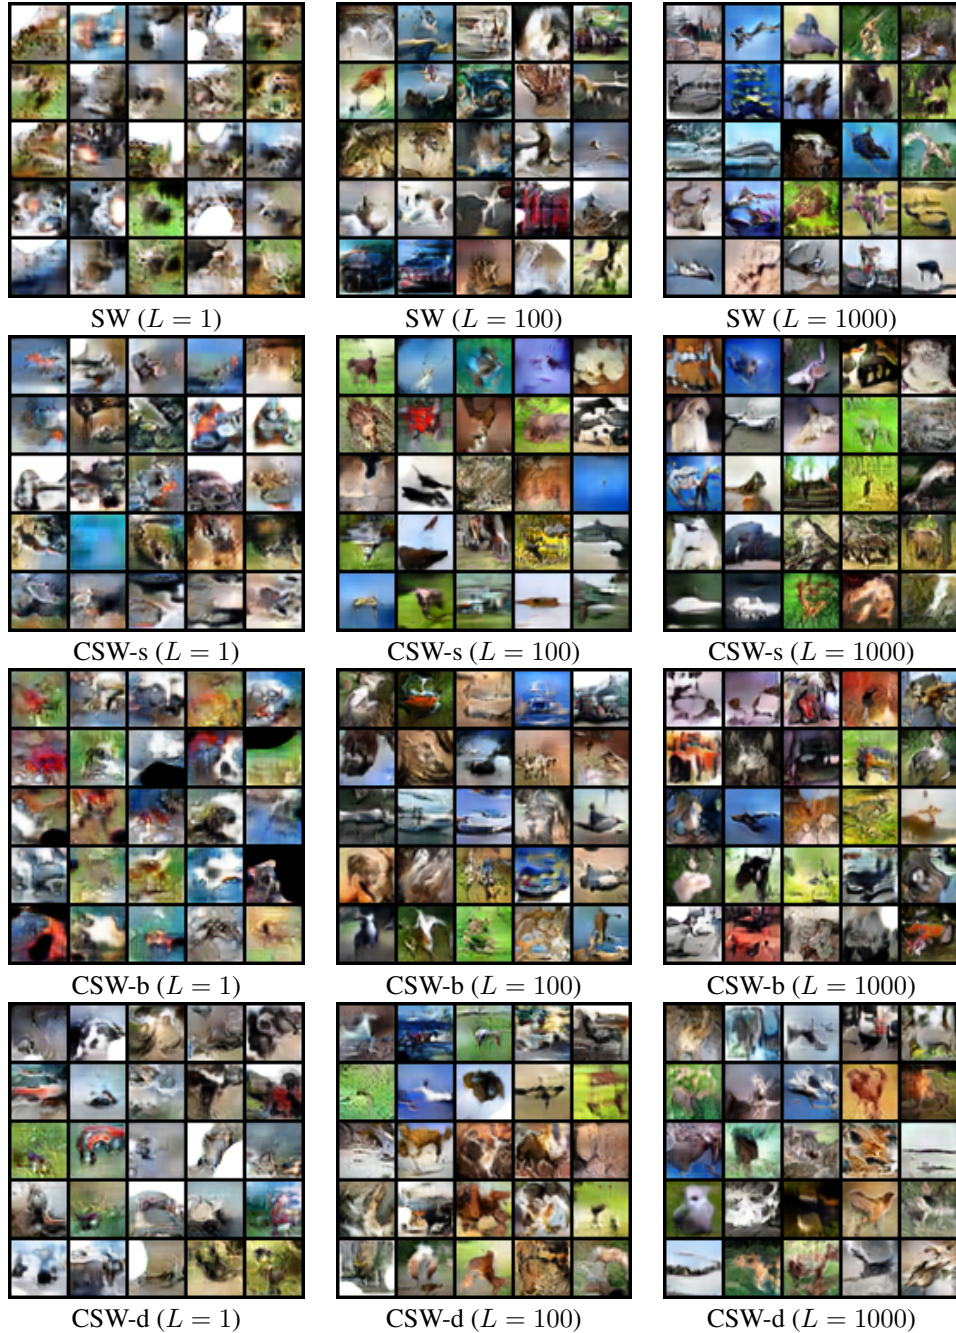 SW (L = 1)
SW (L = 100)
SW (L = 1000)
CSW-s (L = 1)
CSW-s (L = 100)
CSW-s (L = 1000)
CSW-b (L = 1)
CSW-b (L = 100)
CSW-b (L = 1000)
CSW-d (L = 1)
CSW-d (L = 100)
CSW-d (L = 1000)